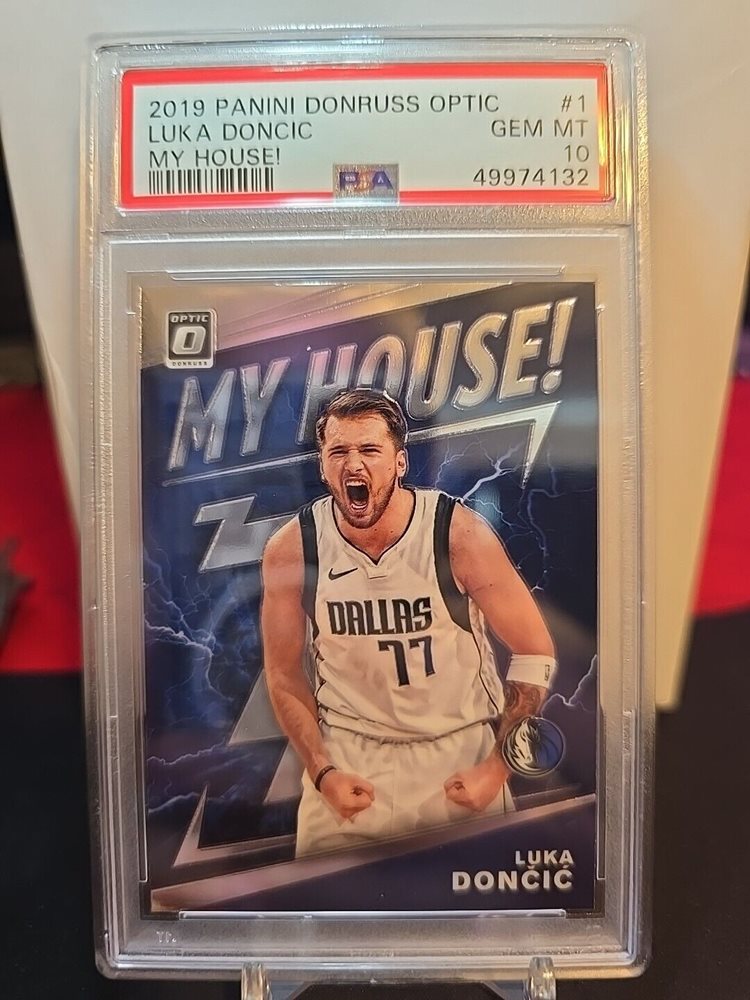 2019 PANINI DONRUSS OPTIC #1
LUKA DONCIC GEM MT
MY HOUSE! 10
PSA 49974132
OPTIC
DONRUSS
MY HOUSE!
DALLAS
77
LUKA
DONČIĆ